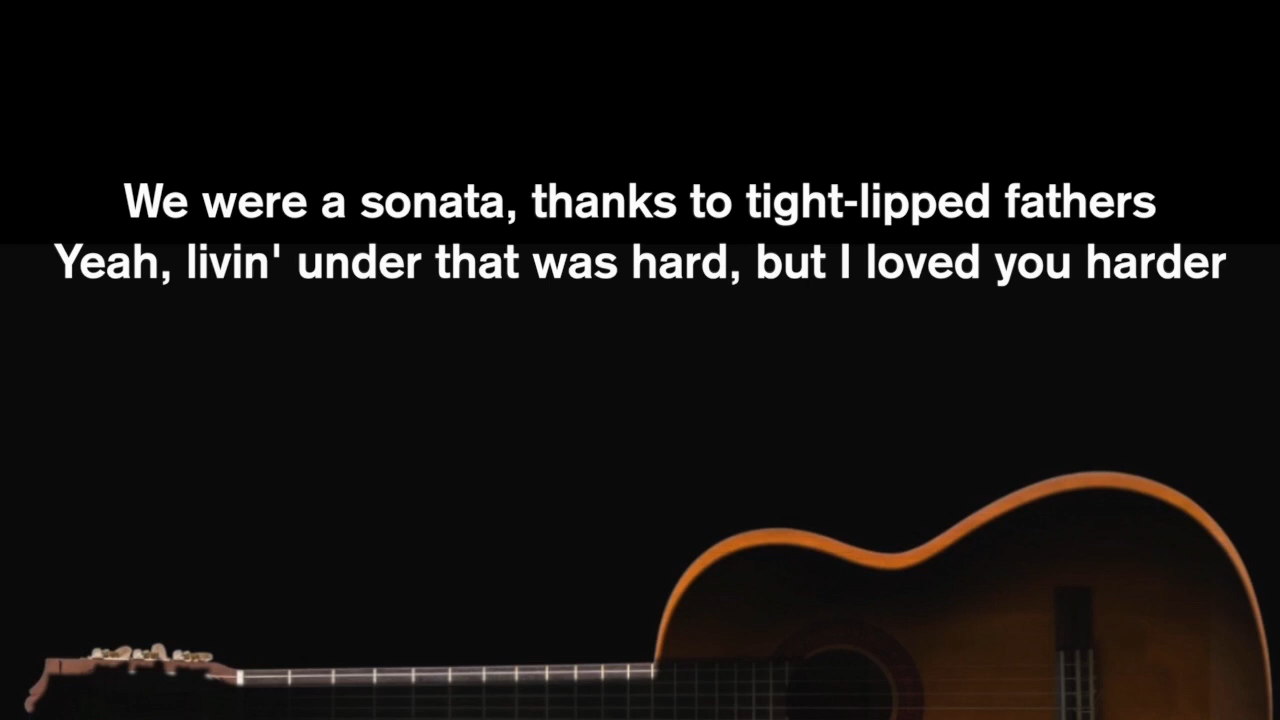 We were a sonata, thanks to tight-lipped fathers
Yeah, livin' under that was hard, but I loved you harder